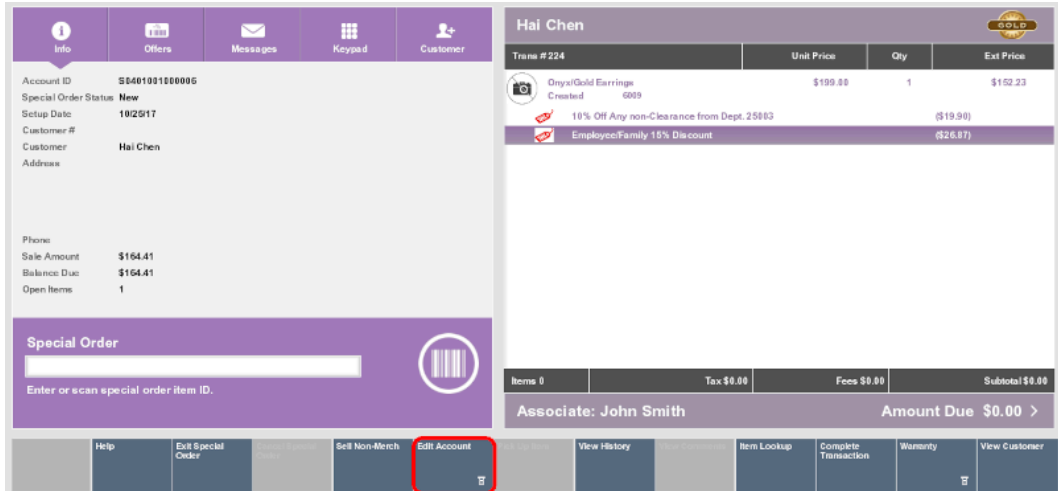 Info Offers Messages Keypad Customer
Account ID S0401001000006
Special Order Status New
Setup Date 10/25/17
Customer #
Customer Hai Chen
Address
Phone
Sale Amount $164.41
Balance Due $164.41
Open Items 1
Special Order
Enter or scan special order item ID.
Hai Chen GOLD
Trans # 224 Unit Price Qty Ext Price
Onyx/Gold Earrings $199.00 1 $152.23
Created 6009
10% Off Any non-Clearance from Dept. 25003 ($19.90)
Employee/Family 15% Discount ($26.87)
Items 0 Tax $0.00 Fees $0.00 Subtotal $0.00
Associate: John Smith Amount Due $0.00 >
Help Exit Special Order Sell Non-Merch Edit Account View History Item Lookup Complete Transaction Warranty View Customer